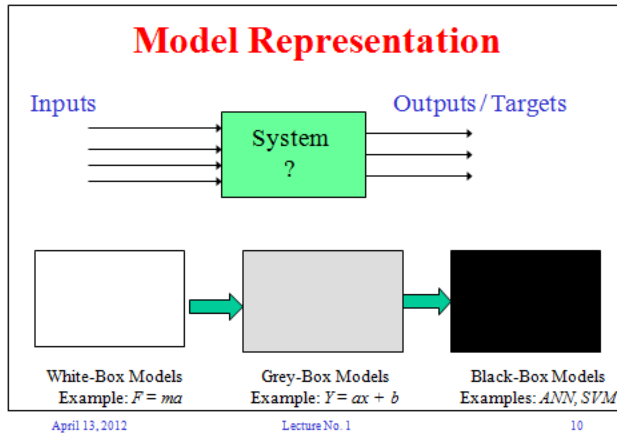 Model Representation
Inputs
Outputs / Targets
System
?
White-Box Models
Example: F = ma
Grey-Box Models
Example: Y = ax + b
Black-Box Models
Examples: ANN, SVM
April 13, 2012
Lecture No. 1
10